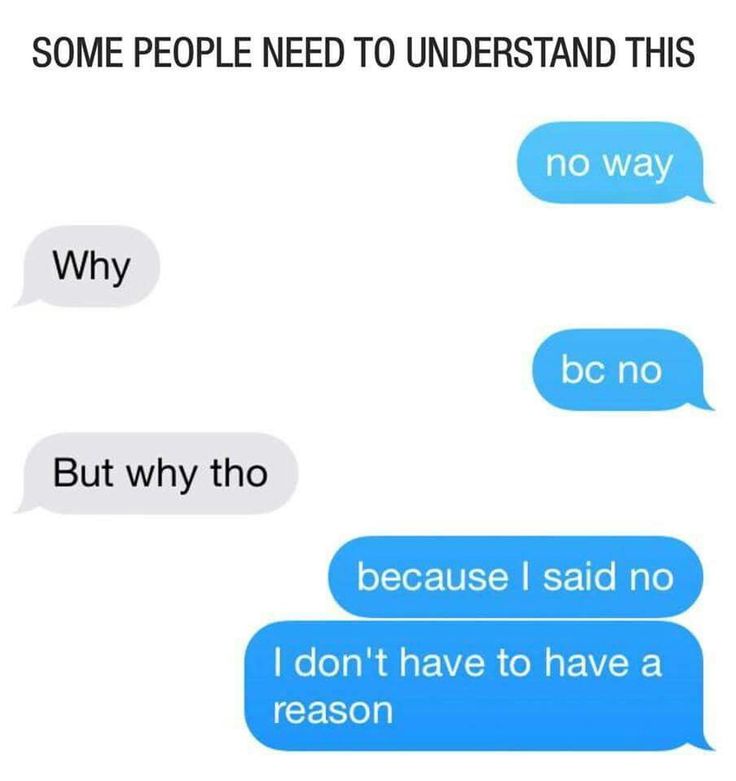 SOME PEOPLE NEED TO UNDERSTAND THIS
no way
Why
bc no
But why tho
because I said no
I don't have to have a
reason